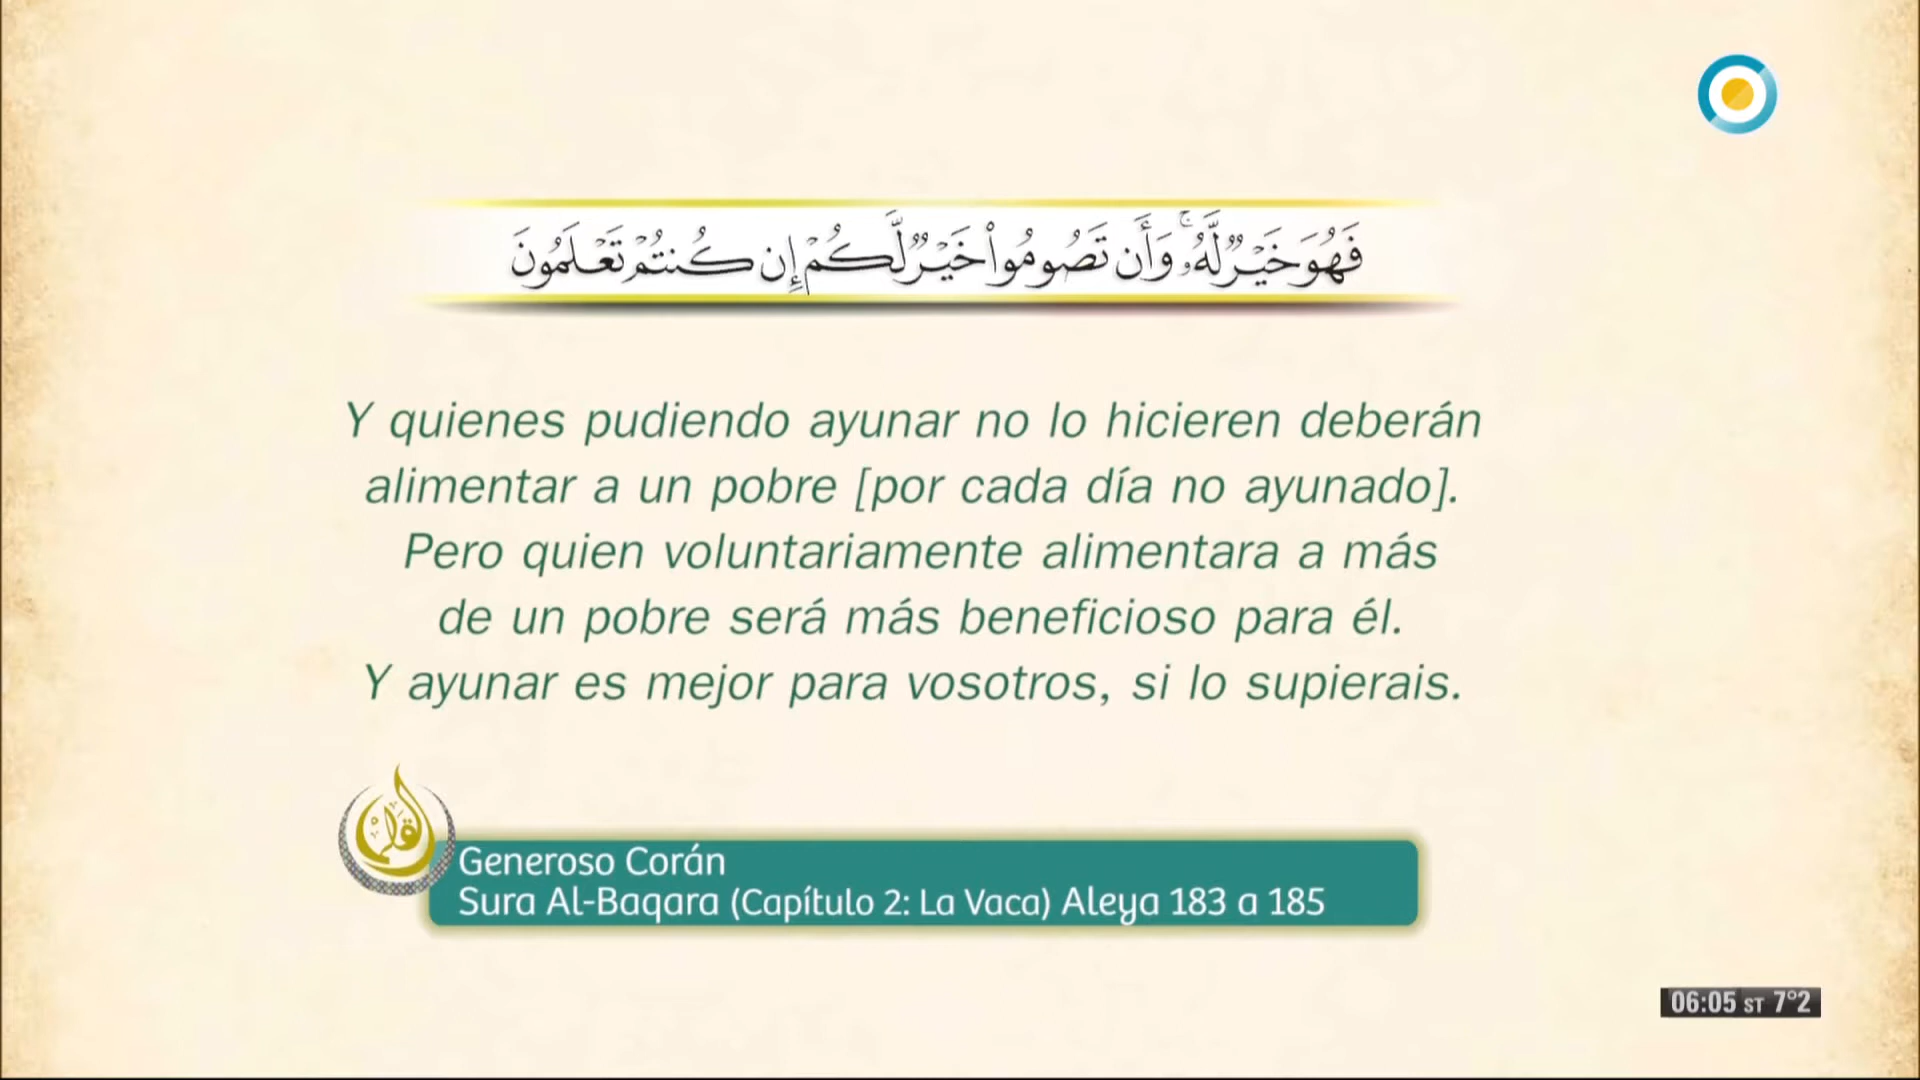 فَهُوَ خَيْرٌ لَّهُۥ ۚ وَأَن تَصُومُوا۟ خَيْرٌ لَّكُمْ إِن كُنتُمْ تَعْلَمُونَ
Y quienes pudiendo ayunar no lo hicieren deberán
alimentar a un pobre [por cada día no ayunado].
Pero quien voluntariamente alimentara a más
de un pobre será más beneficioso para él.
Y ayunar es mejor para vosotros, si lo supierais.
Generoso Corán
Sura Al-Baqara (Capítulo 2: La Vaca) Aleya 183 a 185
06:05 ST 7°2